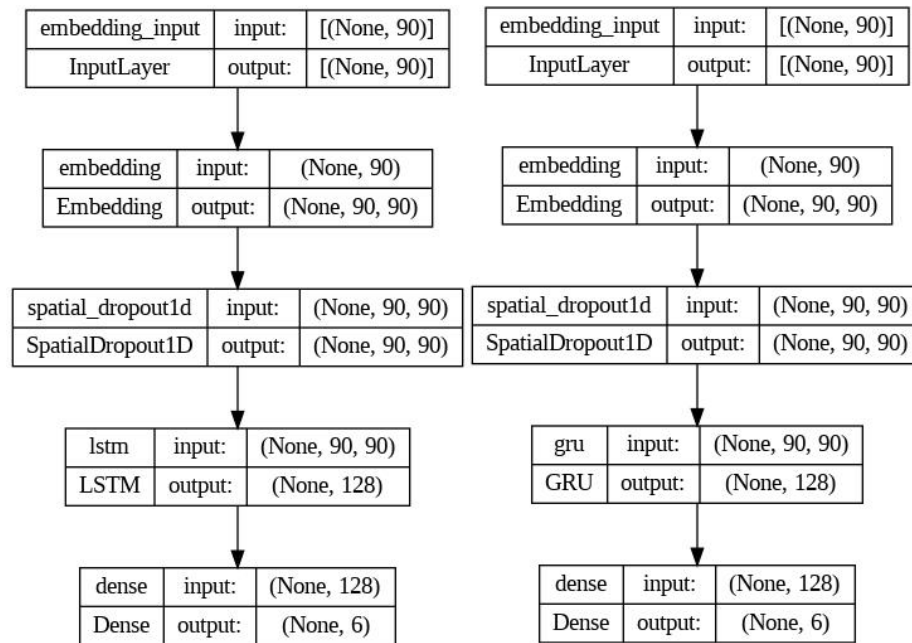 embedding_input input: [(None, 90)]
InputLayer output: [(None, 90)]
embedding input: (None, 90)
Embedding output: (None, 90, 90)
spatial_dropout1d input: (None, 90, 90)
SpatialDropout1D output: (None, 90, 90)
lstm input: (None, 90, 90)
LSTM output: (None, 128)
dense input: (None, 128)
Dense output: (None, 6)
embedding_input input: [(None, 90)]
InputLayer output: [(None, 90)]
embedding input: (None, 90)
Embedding output: (None, 90, 90)
spatial_dropout1d input: (None, 90, 90)
SpatialDropout1D output: (None, 90, 90)
gru input: (None, 90, 90)
GRU output: (None, 128)
dense input: (None, 128)
Dense output: (None, 6)